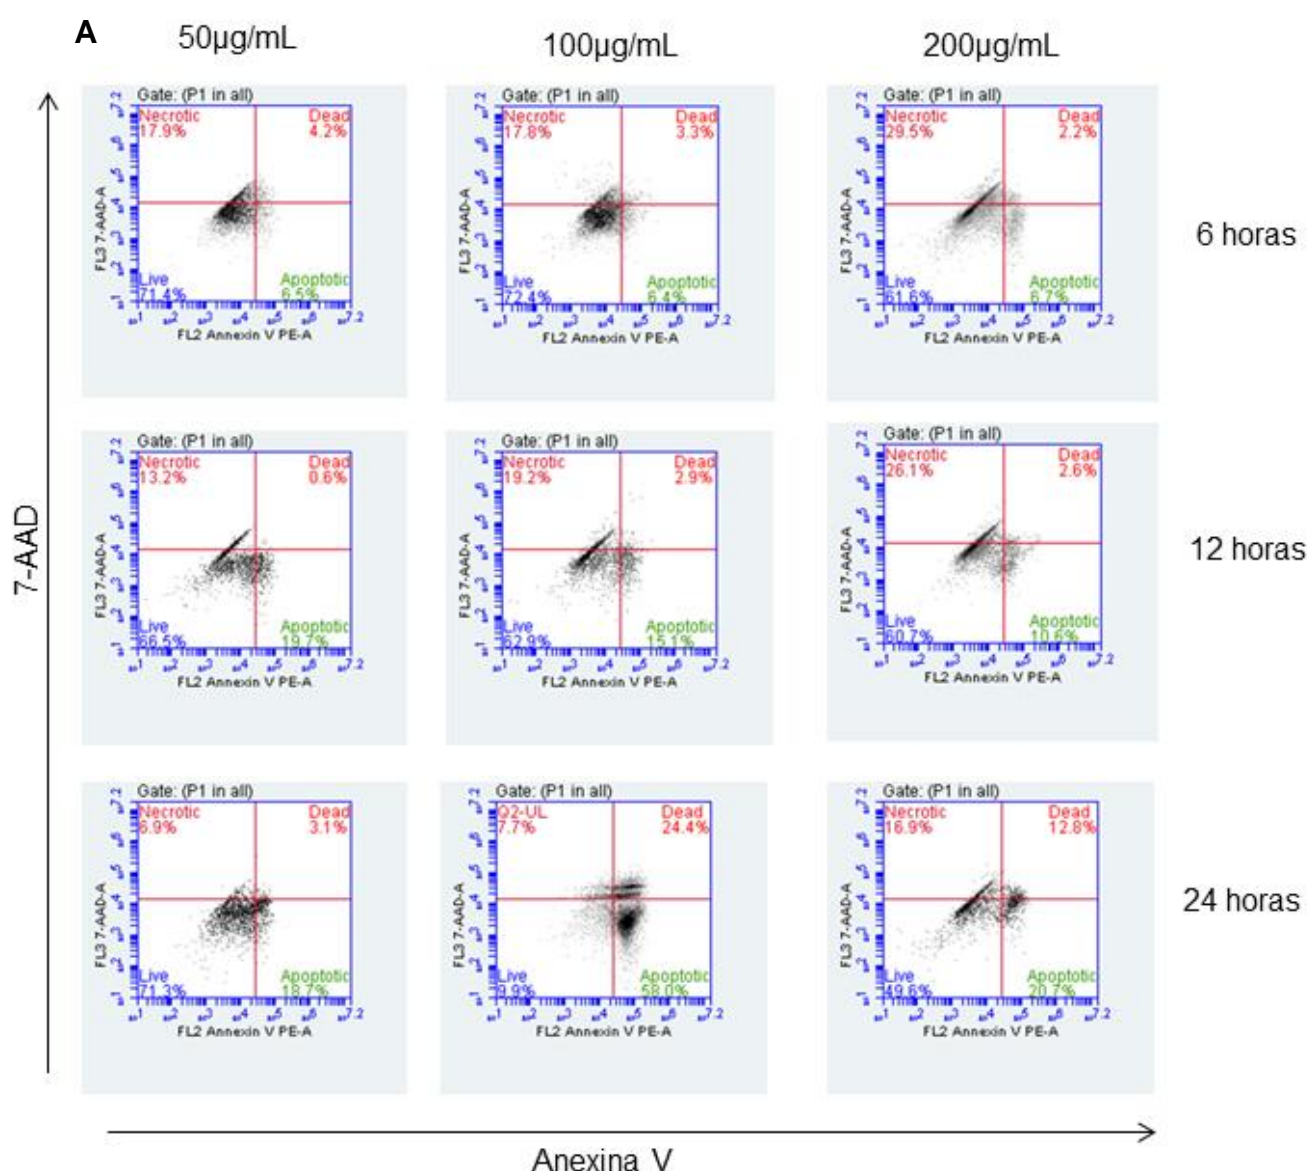 A
50µg/mL
100µg/mL
200µg/mL
7-AAD
Gate: (P1 in all)
Necrotic
17.9%
Dead
4.2%
Live
71.4%
Apoptotic
6.5%
FL3 7-AAD-A
FL2 Annexin V PE-A
Gate: (P1 in all)
Necrotic
17.8%
Dead
3.3%
Live
72.4%
Apoptotic
6.4%
FL3 7-AAD-A
FL2 Annexin V PE-A
Gate: (P1 in all)
Necrotic
29.5%
Dead
2.2%
Live
61.6%
Apoptotic
6.7%
FL3 7-AAD-A
FL2 Annexin V PE-A
6 horas
Gate: (P1 in all)
Necrotic
13.2%
Dead
0.6%
Live
66.5%
Apoptotic
19.7%
FL3 7-AAD-A
FL2 Annexin V PE-A
Gate: (P1 in all)
Necrotic
19.2%
Dead
2.9%
Live
62.9%
Apoptotic
15.1%
FL3 7-AAD-A
FL2 Annexin V PE-A
Gate: (P1 in all)
Necrotic
26.1%
Dead
2.6%
Live
60.7%
Apoptotic
10.6%
FL3 7-AAD-A
FL2 Annexin V PE-A
12 horas
Gate: (P1 in all)
Necrotic
6.9%
Dead
3.1%
Live
71.3%
Apoptotic
18.7%
FL3 7-AAD-A
FL2 Annexin V PE-A
Gate: (P1 in all)
Q2-UL
7.7%
Dead
24.4%
Live
9.9%
Apoptotic
58.0%
FL3 7-AAD-A
FL2 Annexin V PE-A
Gate: (P1 in all)
Necrotic
16.9%
Dead
12.8%
Live
49.6%
Apoptotic
20.7%
FL3 7-AAD-A
FL2 Annexin V PE-A
24 horas
Anexina V